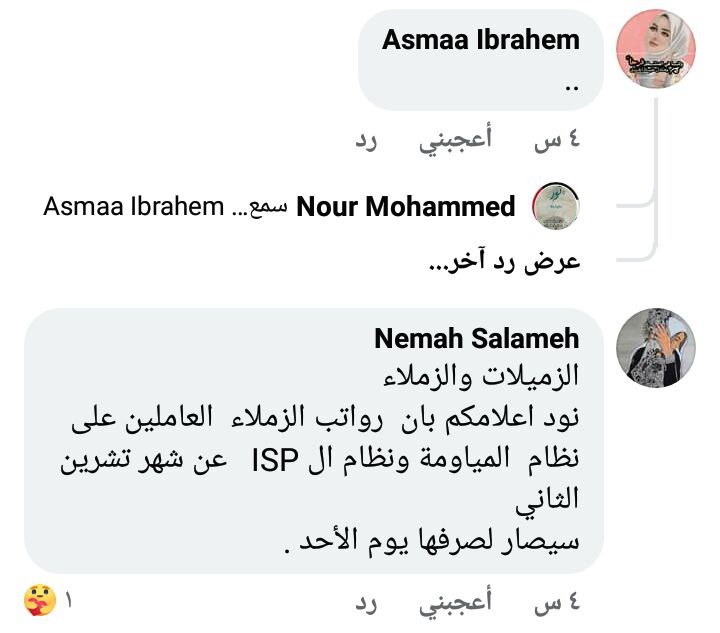 Asmaa Ibrahem
..
٤ س أعجبني رد
Nour Mohammed سمع... Asmaa Ibrahem
عرض رد آخر...
Nemah Salameh
الزميلات والزملاء
نود اعلامكم بان رواتب الزملاء العاملين على
نظام المياومة ونظام ال ISP عن شهر تشرين
الثاني
سيصار لصرفها يوم الأحد .
٤ س أعجبني رد ١